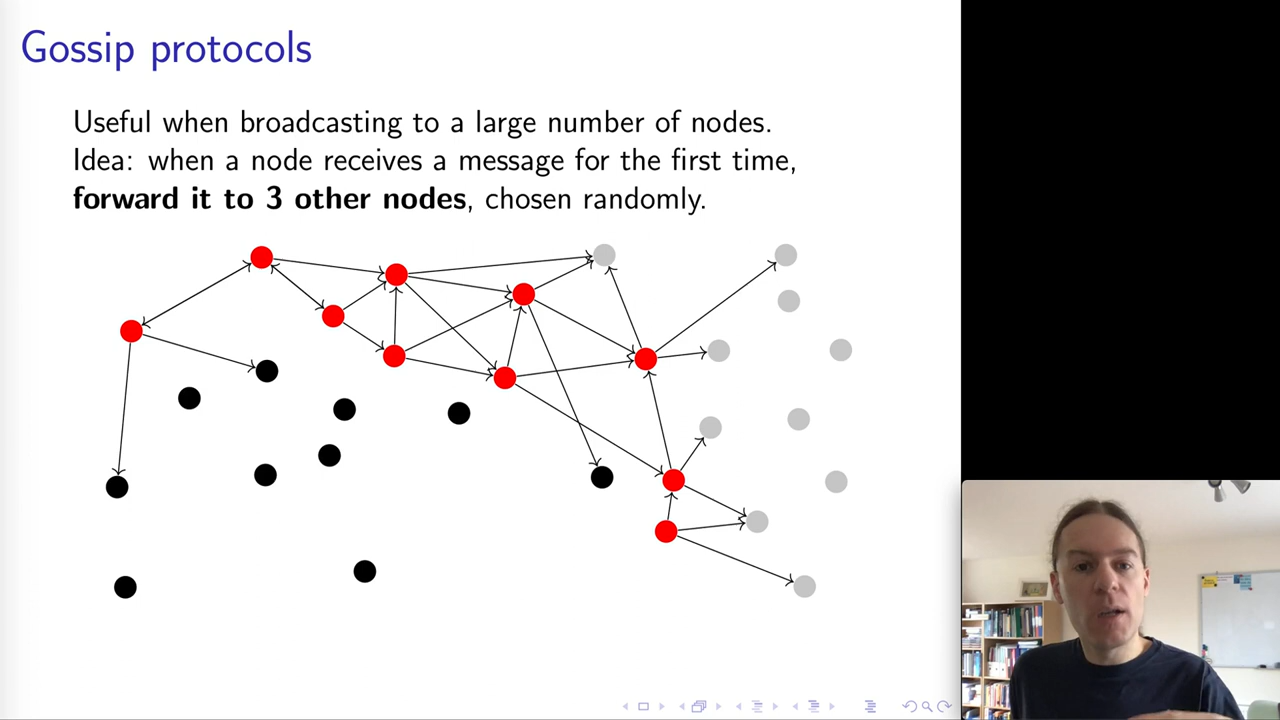 Gossip protocols
Useful when broadcasting to a large number of nodes.
Idea: when a node receives a message for the first time,
forward it to 3 other nodes, chosen randomly.